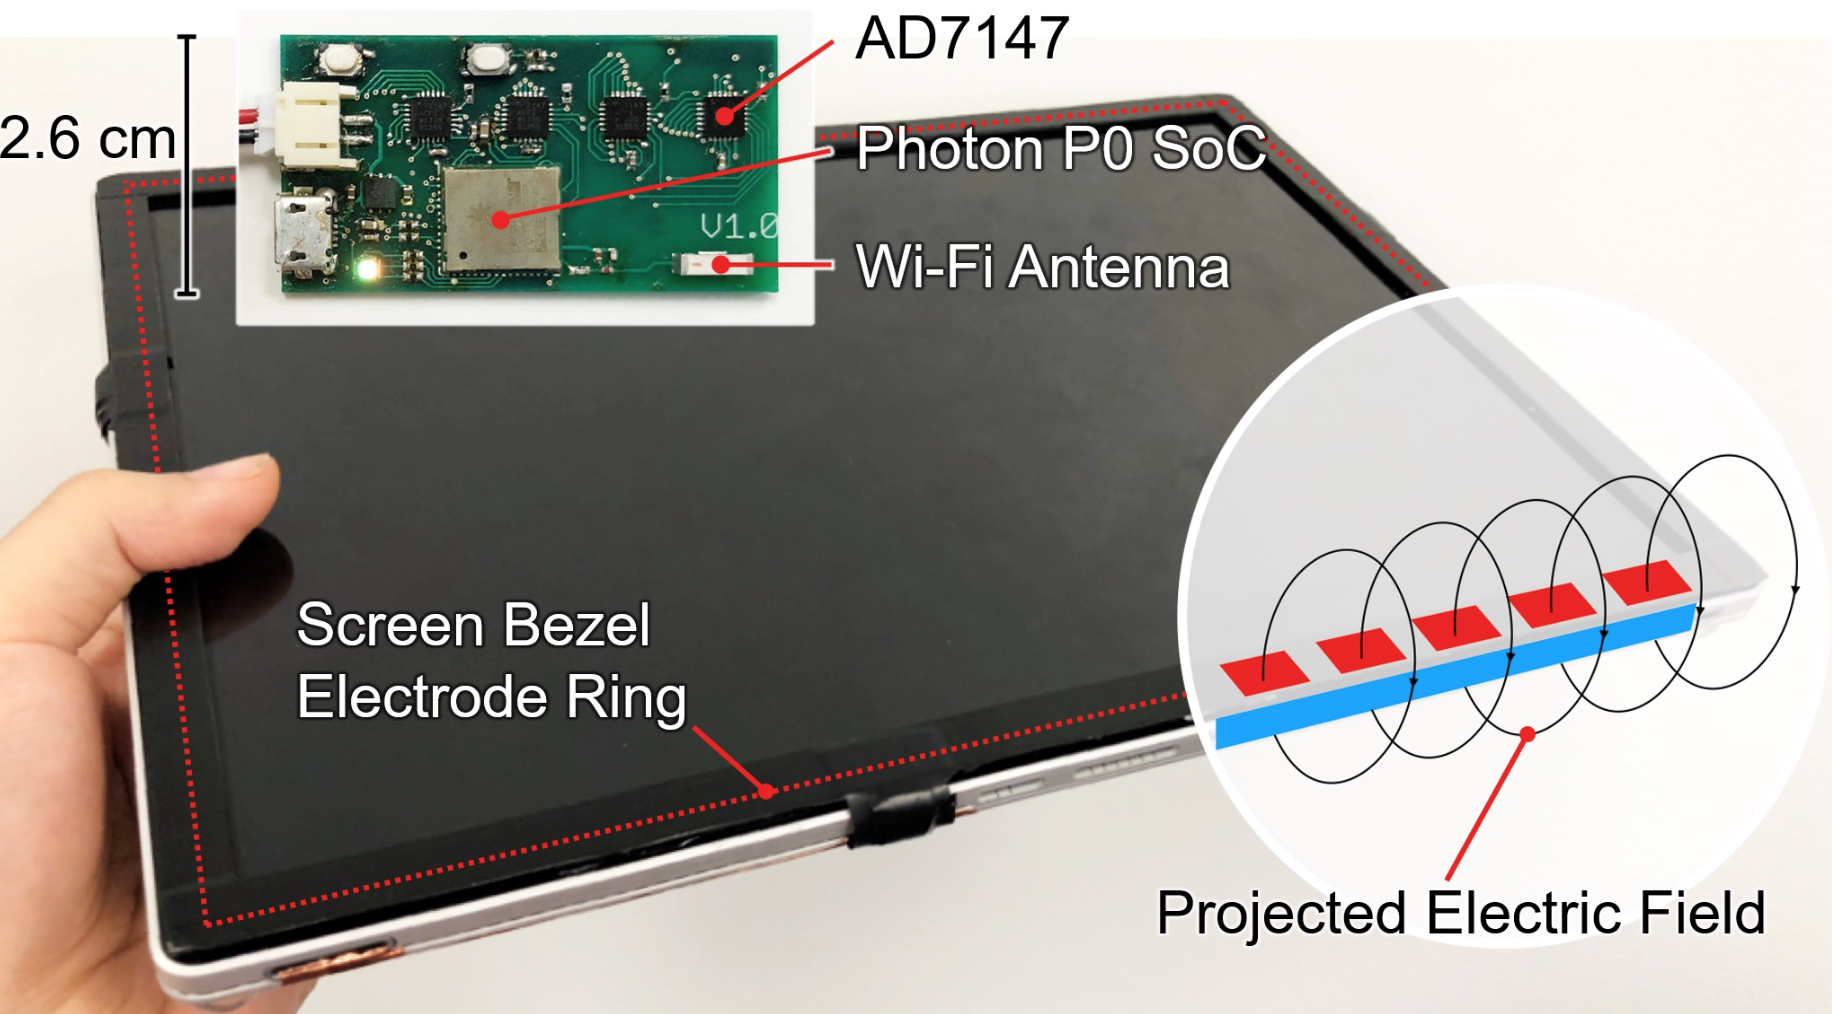 AD7147
2.6 cm
Photon P0 SoC
V1.0
Wi-Fi Antenna
Screen Bezel
Electrode Ring
Projected Electric Field